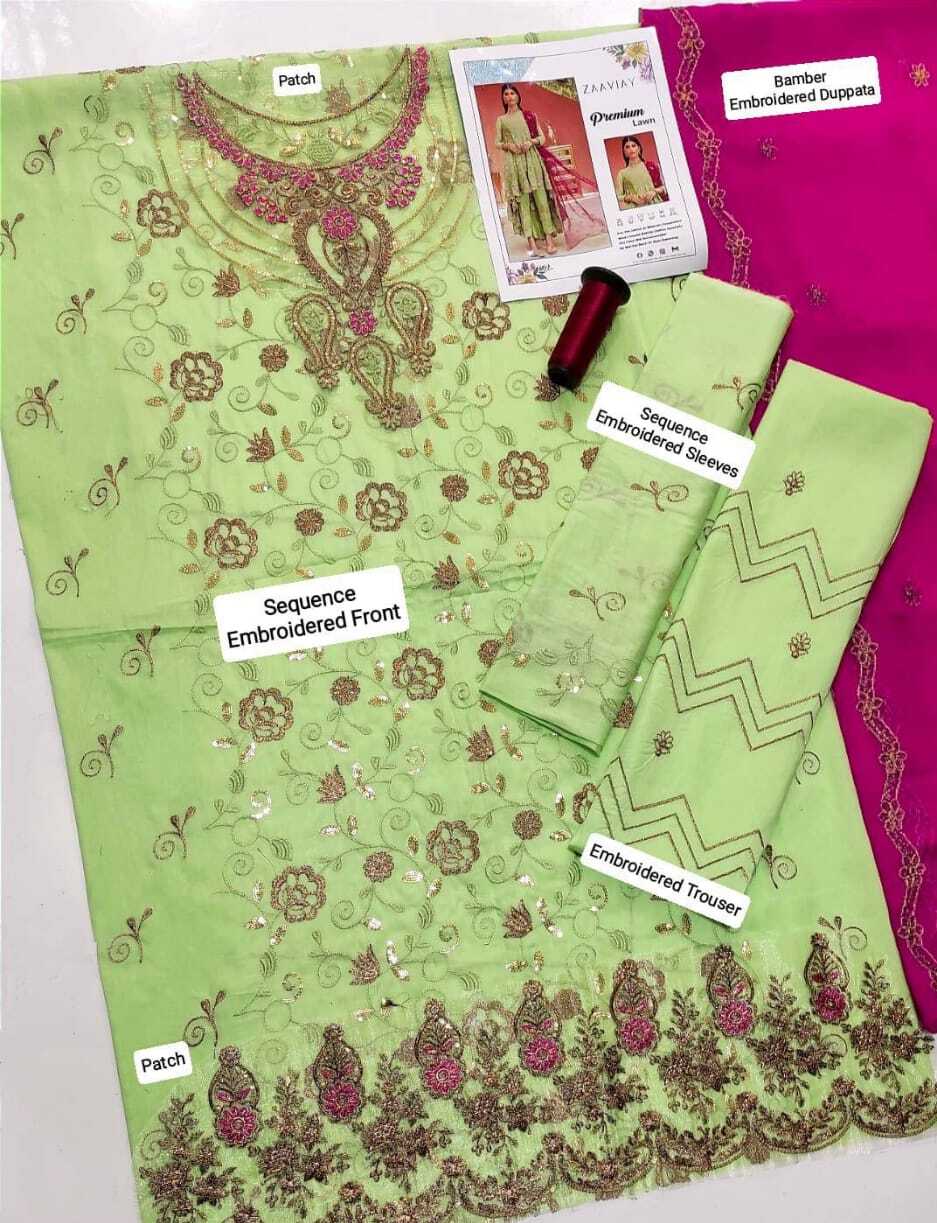 Patch
ZAAVIAY
Premium
Lawn
Bamber
Embroidered Duppata
Sequence
Embroidered Sleeves
Sequence
Embroidered Front
Embroidered Trouser
Patch